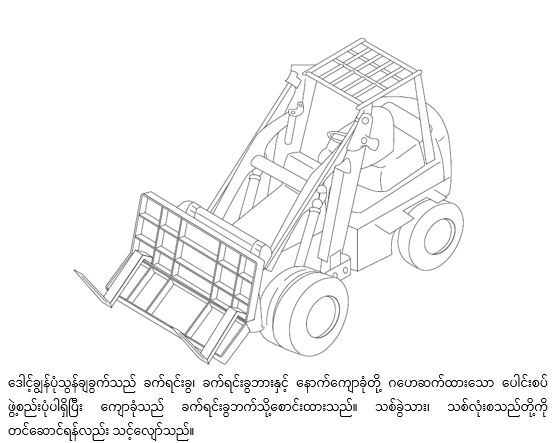 ဒေါင့်ချွန်ပုံသွန်ချခွက်သည် ခက်ရင်းခွ၊ ခက်ရင်းခွဘားနှင့် နောက်ကျောခုံတို့ ဂဟေဆက်ထားသော ပေါင်းစပ်
ဖွဲ့စည်းပုံပါရှိပြီး ကျောခုံသည် ခက်ရင်းခွဘက်သို့စောင်းထားသည်။ သစ်ခွဲသား၊ သစ်လုံးစသည်တို့ကို
တင်ဆောင်ရန်လည်း သင့်လျော်သည်။